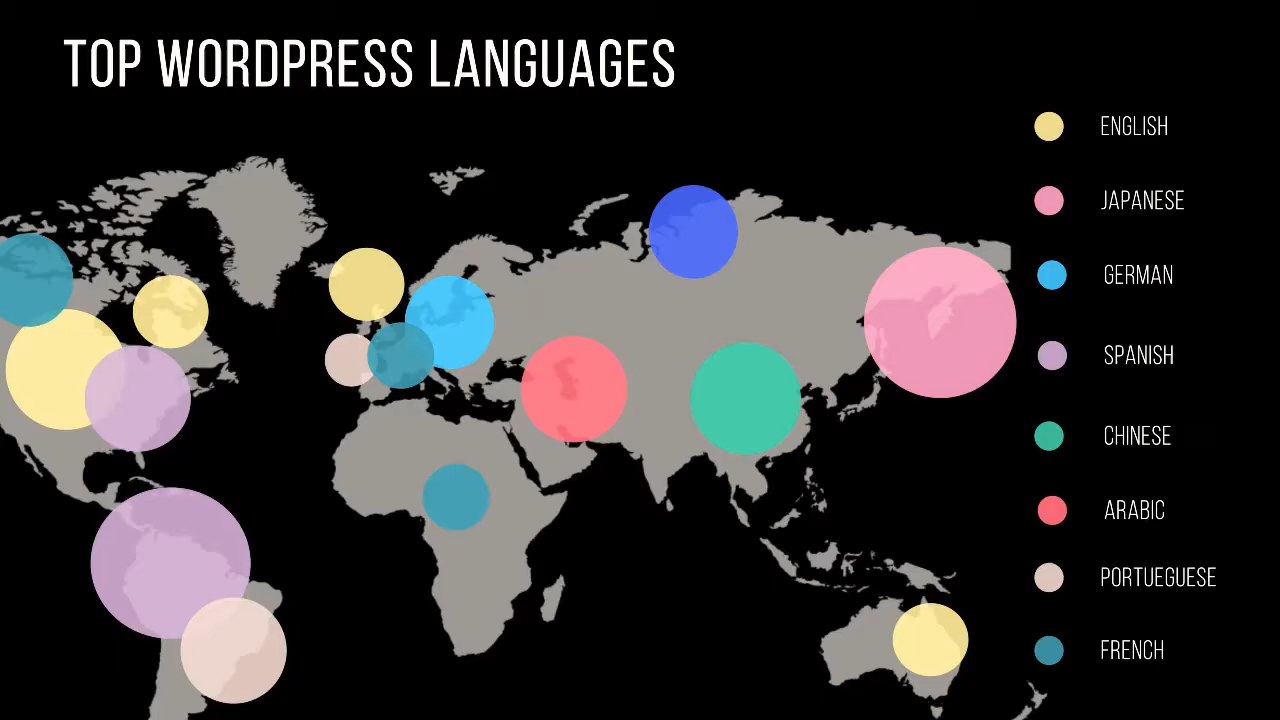 TOP WORDPRESS LANGUAGES
ENGLISH
JAPANESE
GERMAN
SPANISH
CHINESE
ARABIC
PORTUEGUESE
FRENCH